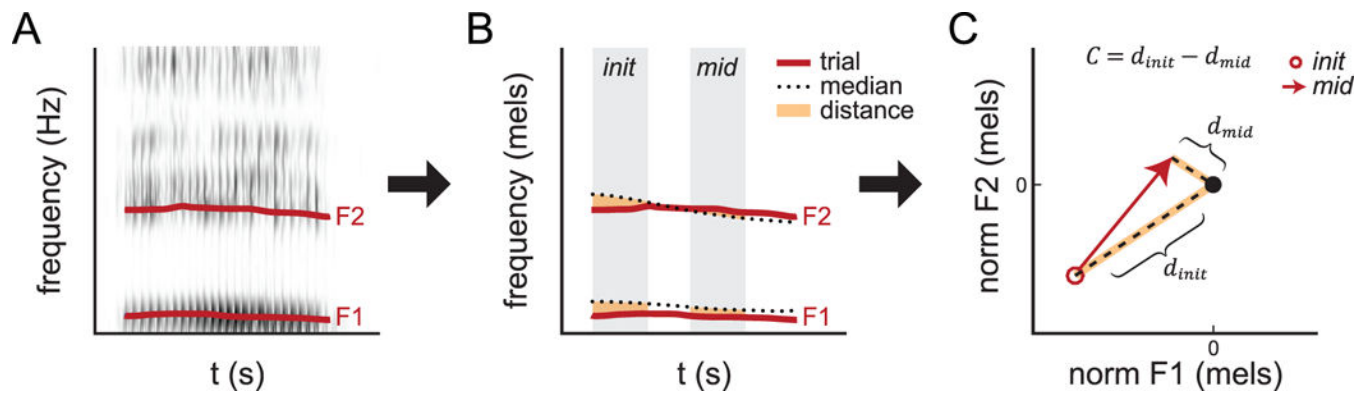 A
frequency (Hz)
F2
F1
t (s)
B
frequency (mels)
init
mid
trial
median
distance
F2
F1
t (s)
C
C = d_init − d_mid
init
mid
norm F2 (mels)
0
d_mid
d_init
0
norm F1 (mels)